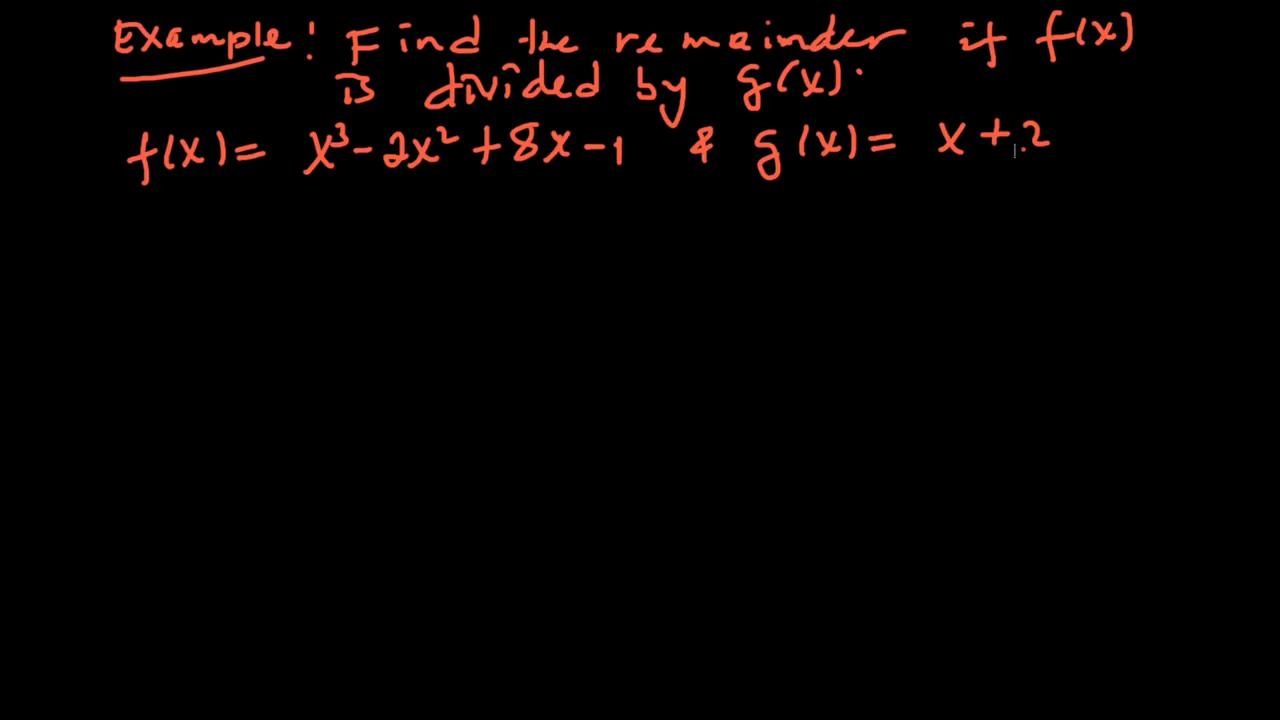 Example: Find the remainder if f(x)
is divided by g(x).
f(x) = x³ - 2x² + 8x - 1 & g(x) = x + 2